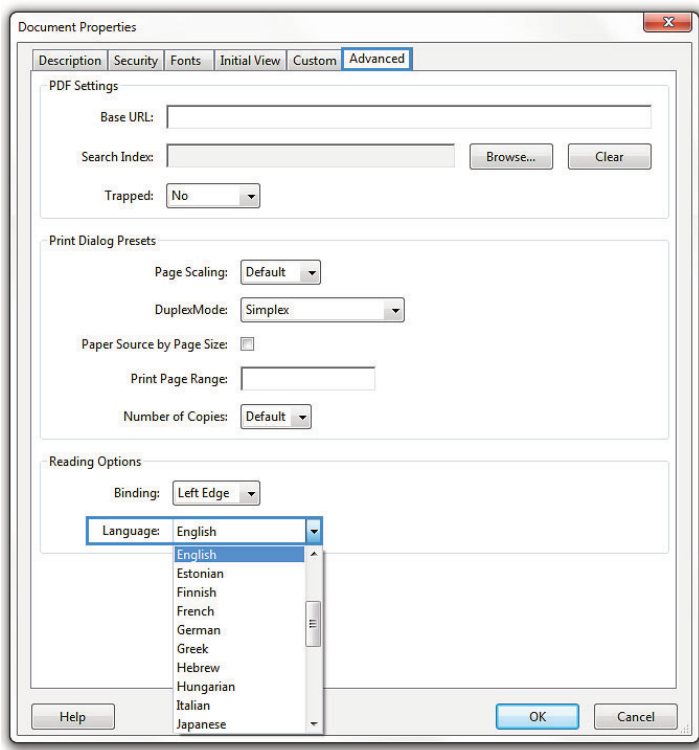 Document Properties
Description Security Fonts Initial View Custom Advanced
PDF Settings
Base URL:
Search Index: Browse... Clear
Trapped: No
Print Dialog Presets
Page Scaling: Default
DuplexMode: Simplex
Paper Source by Page Size:
Print Page Range:
Number of Copies: Default
Reading Options
Binding: Left Edge
Language: English
English
Estonian
Finnish
French
German
Greek
Hebrew
Hungarian
Italian
Japanese
Help OK Cancel